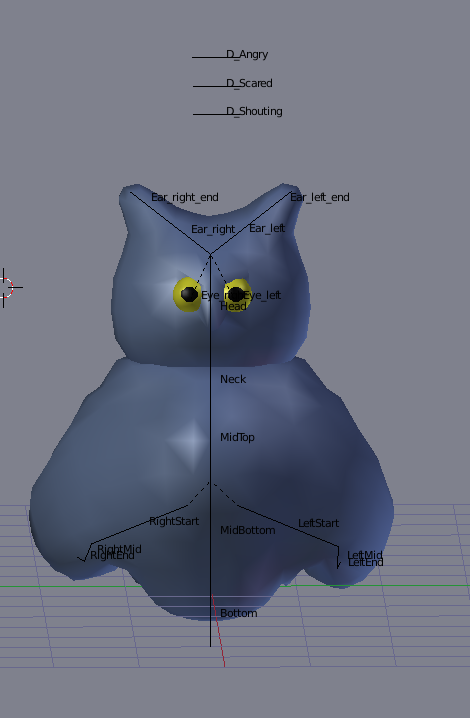 D_Angry
D_Scared
D_Shouting
Ear_right_end
Ear_left_end
Ear_right
Ear_left
Eye_left
Head
Neck
MidTop
RightStart
LeftStart
MidBottom
RightMid
LeftMid
RightEnd
LeftEnd
Bottom